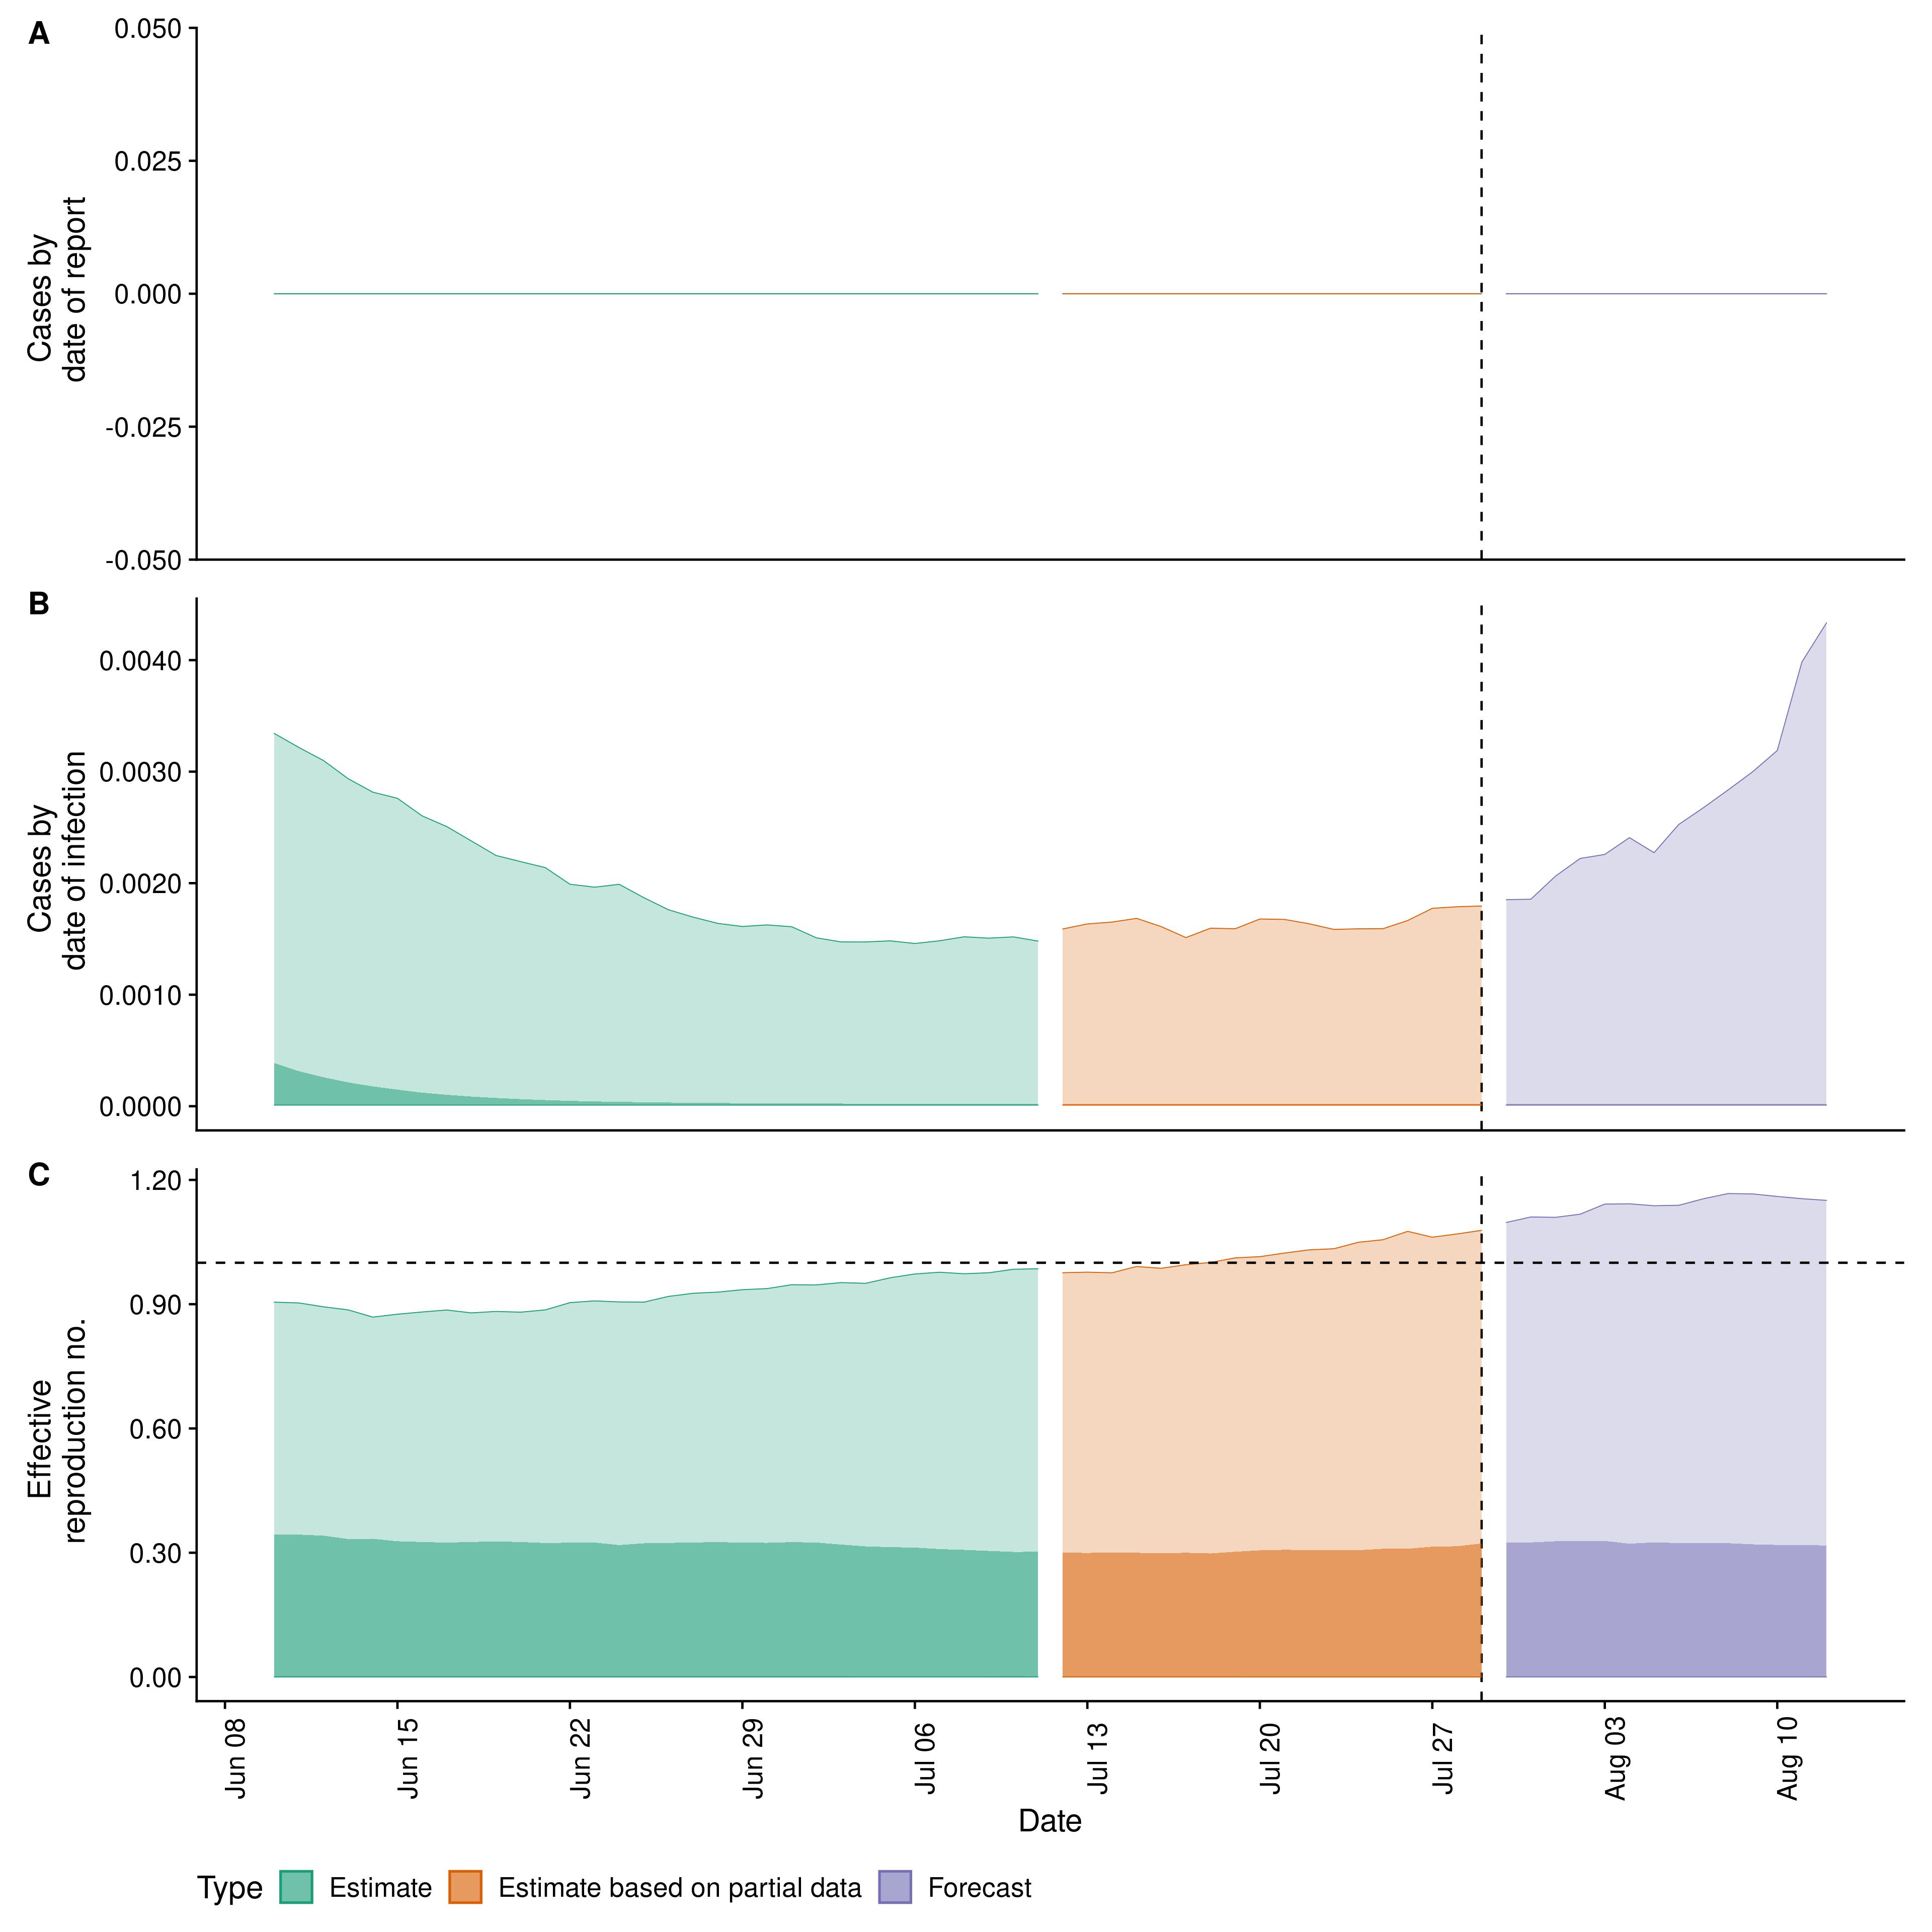 A
0.050
0.025
0.000
-0.025
-0.050
Cases by
date of report
B
0.0040
0.0030
0.0020
0.0010
0.0000
Cases by
date of infection
C
1.20
0.90
0.60
0.30
0.00
Effective
reproduction no.
Jun 08
Jun 15
Jun 22
Jun 29
Jul 06
Jul 13
Jul 20
Jul 27
Aug 03
Aug 10
Date
Type Estimate Estimate based on partial data Forecast